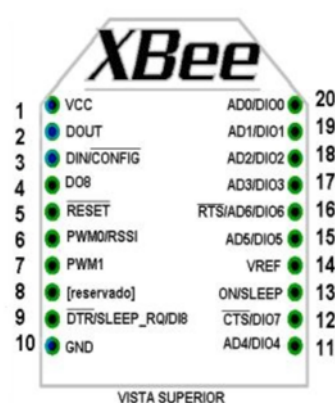 XBee
1 VCC AD0/DIO0 20
2 DOUT AD1/DIO1 19
3 DIN/CONFIG AD2/DIO2 18
4 DO8 AD3/DIO3 17
5 RESET RTS/AD6/DIO6 16
6 PWM0/RSSI AD5/DIO5 15
7 PWM1 VREF 14
8 [reservado] ON/SLEEP 13
9 DTR/SLEEP_RQ/DI8 CTS/DIO7 12
10 GND AD4/DIO4 11
VISTA SUPERIOR